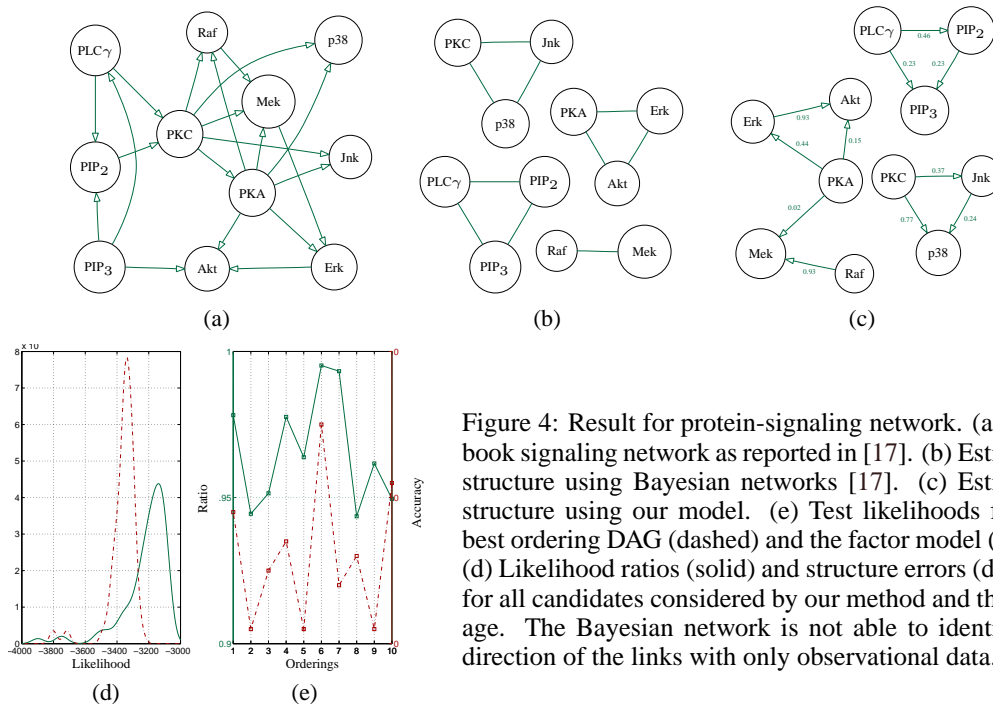 PLCγ
Raf
p38
Mek
PKC
Jnk
PIP2
PKA
PIP3
Akt
Erk
(a)
PKC
Jnk
p38
PKA
Erk
Akt
PLCγ
PIP2
PIP3
Raf
Mek
(b)
PLCγ
0.46
PIP2
0.23
0.23
PIP3
Akt
Erk
0.93
0.44
0.15
PKA
PKC
0.37
Jnk
0.77
0.24
p38
0.02
Mek
0.93
Raf
(c)
8
7
6
5
4
3
2
1
0
−4000 −3800 −3600 −3400 −3200 −3000
Likelihood
(d)
1
.95
0.9
Ratio
0
0
0
Accuracy
1 2 3 4 5 6 7 8 9 10
Orderings
(e)
Figure 4: Result for protein-signaling network. (a
book signaling network as reported in [17]. (b) Est
structure using Bayesian networks [17]. (c) Est
structure using our model. (e) Test likelihoods
best ordering DAG (dashed) and the factor model (
(d) Likelihood ratios (solid) and structure errors (d
for all candidates considered by our method and th
age. The Bayesian network is not able to identi
direction of the links with only observational data.